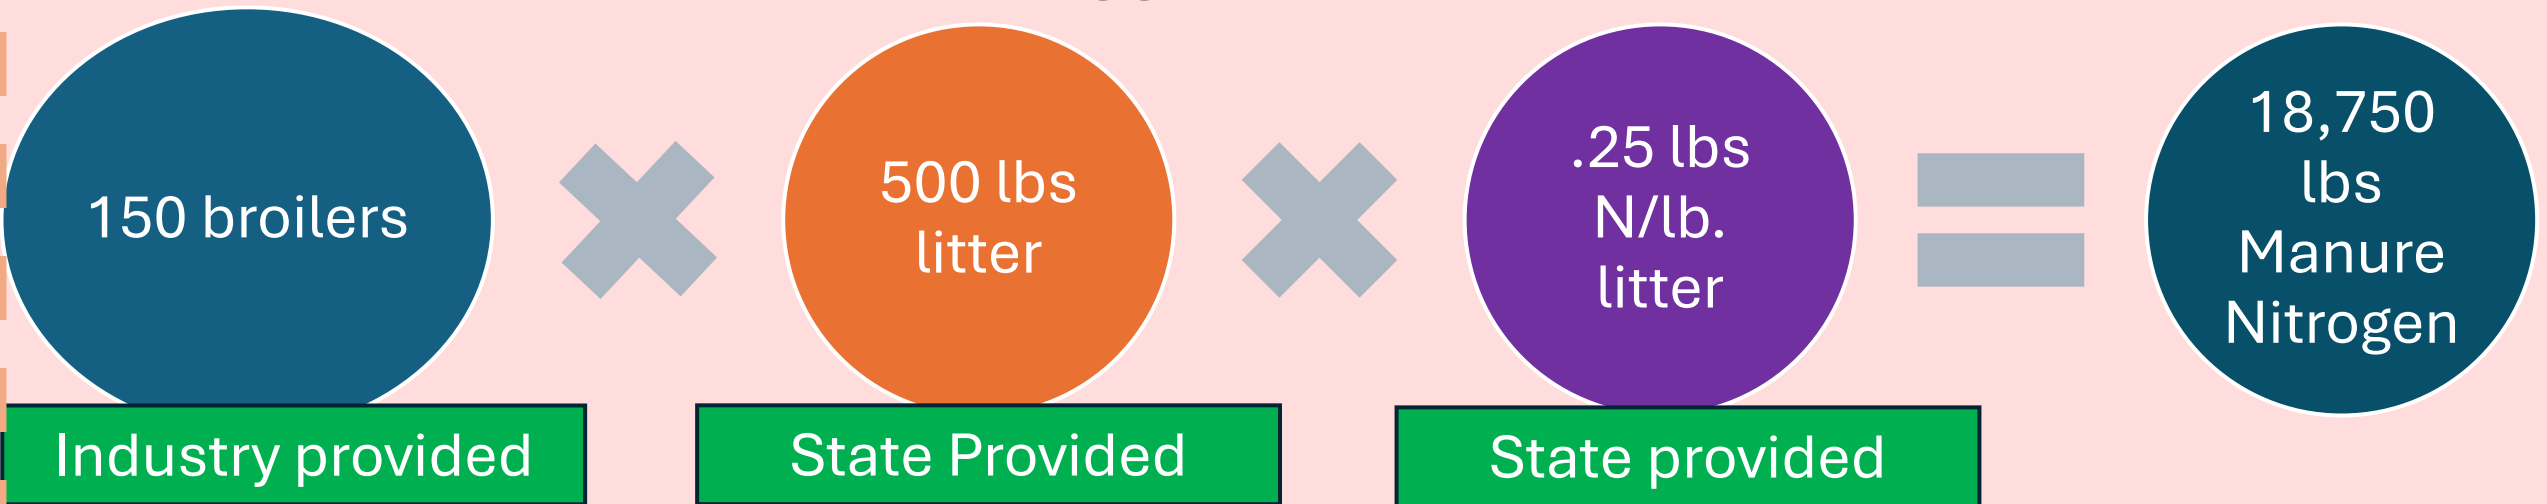 150 broilers
500 lbs
litter
.25 lbs
N/lb.
litter
18,750
lbs
Manure
Nitrogen
Industry provided
State Provided
State provided